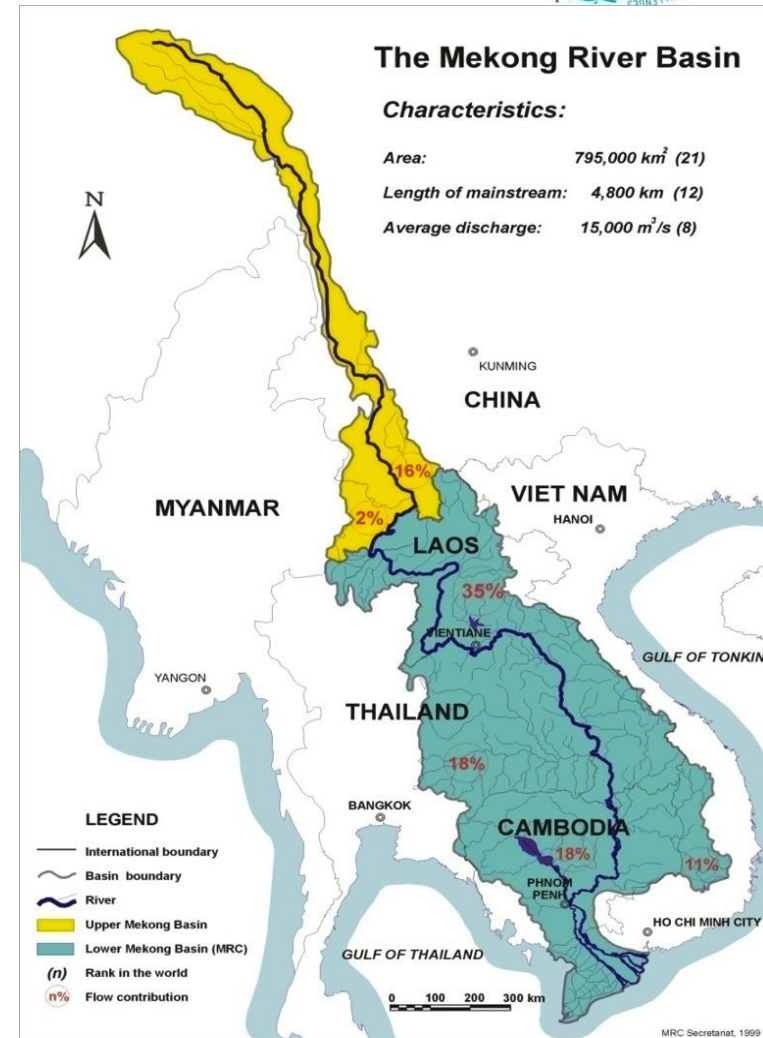 The Mekong River Basin
Characteristics:
Area: 795,000 km² (21)
Length of mainstream: 4,800 km (12)
Average discharge: 15,000 m³/s (8)
N
KUNMING
CHINA
16%
MYANMAR
2%
VIET NAM
HANOI
LAOS
35%
VIENTIANE
GULF OF TONKIN
YANGON
THAILAND
18%
BANGKOK
CAMBODIA
18%
11%
PHNOM
PENH
HO CHI MINH CITY
GULF OF THAILAND
LEGEND
International boundary
Basin boundary
River
Upper Mekong Basin
Lower Mekong Basin (MRC)
(n) Rank in the world
n% Flow contribution
0 100 200 300 km
MRC Secretariat, 1999